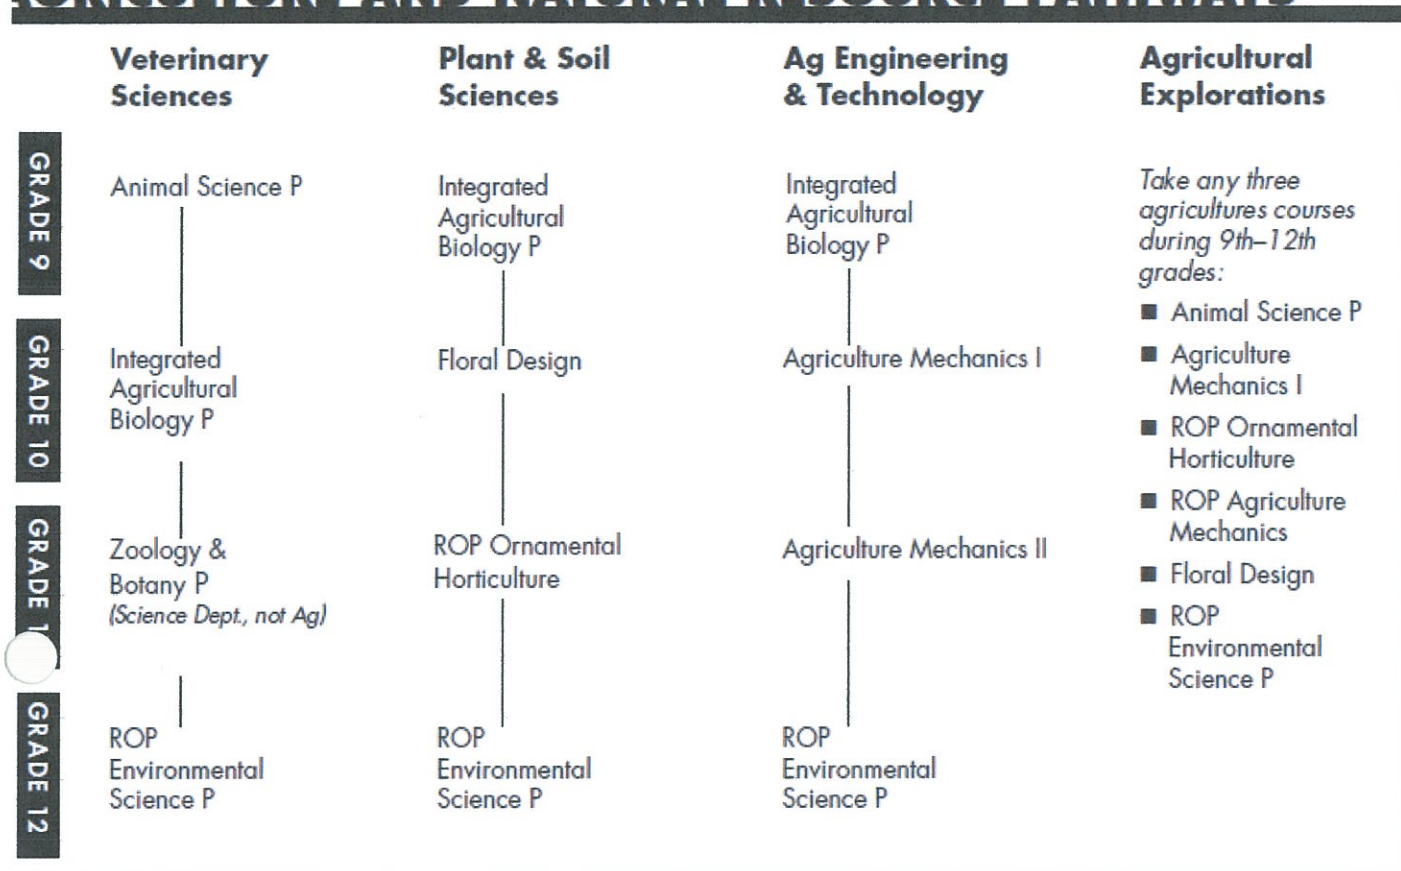 Veterinary
Sciences
Plant & Soil
Sciences
Ag Engineering
& Technology
Agricultural
Explorations
GRADE 9
Animal Science P
Integrated
Agricultural
Biology P
Integrated
Agricultural
Biology P
Take any three
agricultures courses
during 9th–12th
grades:
■ Animal Science P
■ Agriculture
Mechanics I
■ ROP Ornamental
Horticulture
■ ROP Agriculture
Mechanics
■ Floral Design
■ ROP
Environmental
Science P
GRADE 10
Integrated
Agricultural
Biology P
Floral Design
Agriculture Mechanics I
GRADE 1
Zoology &
Botany P
(Science Dept., not Ag)
ROP Ornamental
Horticulture
Agriculture Mechanics II
GRADE 12
ROP
Environmental
Science P
ROP
Environmental
Science P
ROP
Environmental
Science P